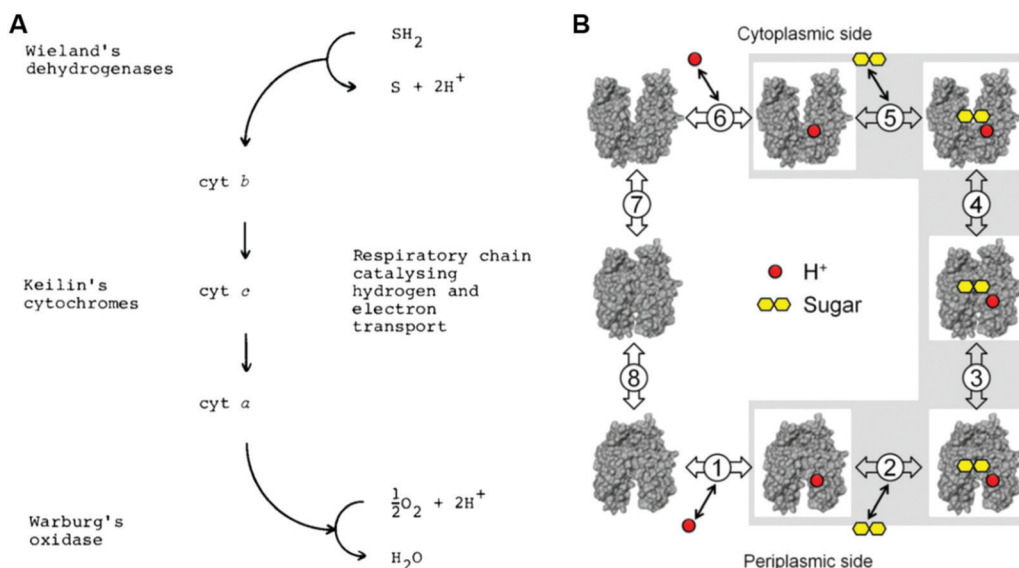 A
Wieland's
dehydrogenases
SH₂
S + 2H⁺
cyt b
Keilin's
cytochromes
cyt c
Respiratory chain
catalysing
hydrogen and
electron
transport
cyt a
Warburg's
oxidase
½O₂ + 2H⁺
H₂O
B
Cytoplasmic side
6
5
7
4
H⁺
Sugar
8
3
1
2
Periplasmic side